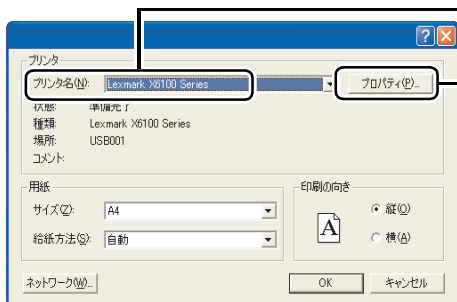 プリンタ
プリンタ名(N): Lexmark X6100 Series プロパティ(P)...
状態: 準備完了
種類: Lexmark X6100 Series
場所: USB001
コメント:
用紙
サイズ(Z): A4
給紙方法(S): 自動
印刷の向き
A
縦(O)
横(A)
ネットワーク(W)...
OK
キャンセル